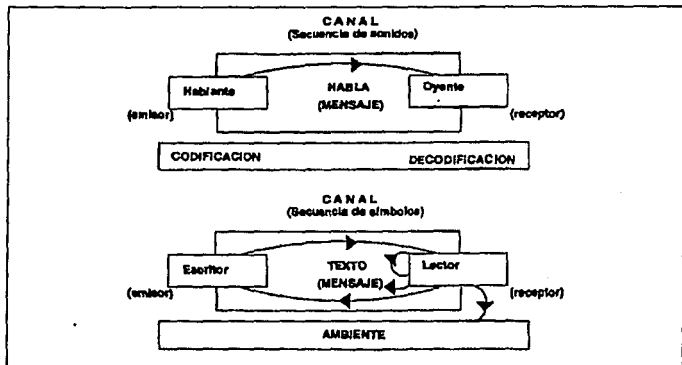 CANAL
(Secuencia de sonidos)
Hablante HABLA Oyente
(MENSAJE)
(emisor) (receptor)
CODIFICACION DECODIFICACION
CANAL
(Secuencia de símbolos)
Escritor TEXTO Lector
(MENSAJE)
(emisor) (receptor)
AMBIENTE